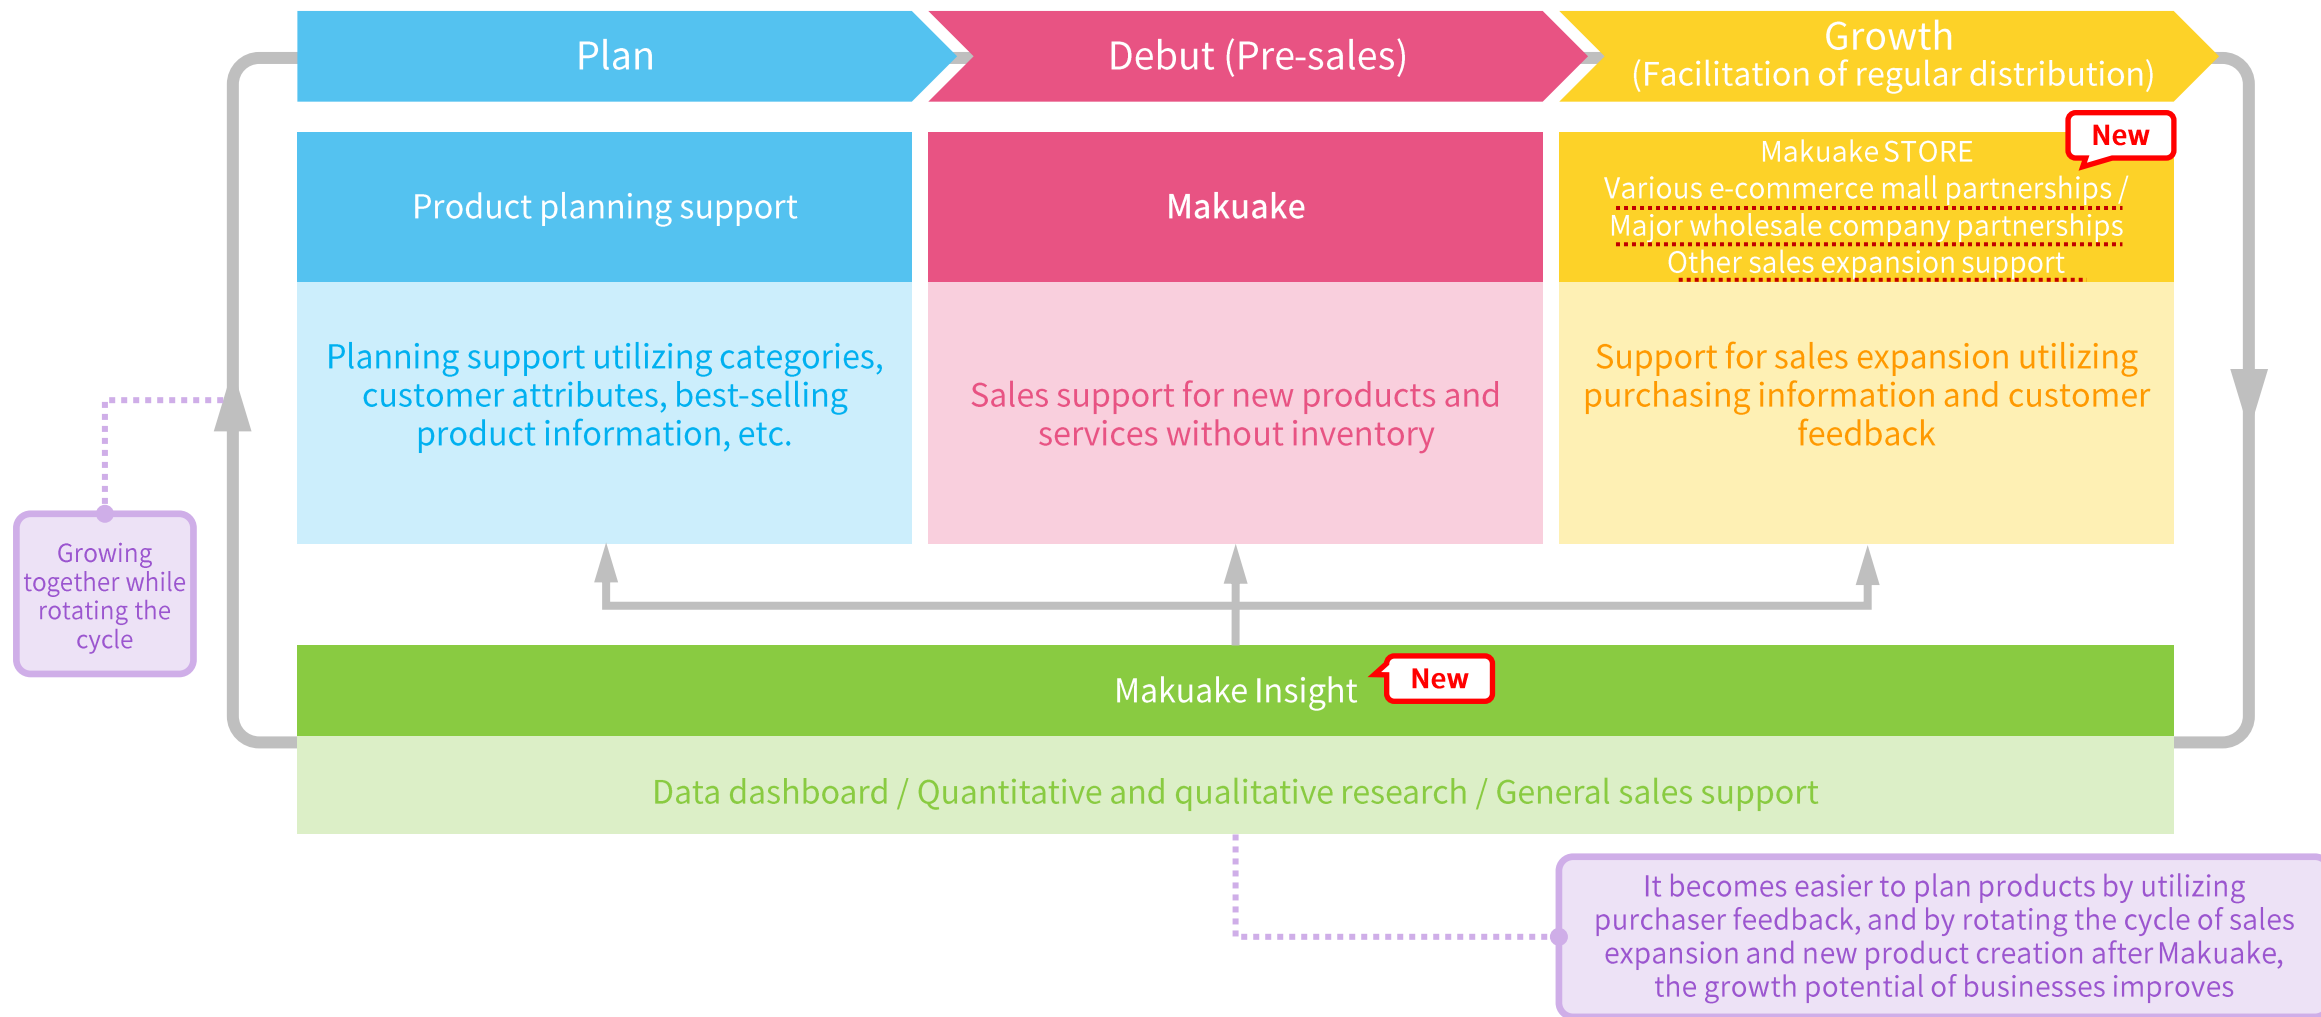 Plan
Debut (Pre-sales)
Growth
(Facilitation of regular distribution)
Product planning support
Makuake
New
Makuake STORE
Various e-commerce mall partnerships /
Major wholesale company partnerships
Other sales expansion support
Planning support utilizing categories,
customer attributes, best-selling
product information, etc.
Sales support for new products and
services without inventory
Support for sales expansion utilizing
purchasing information and customer
feedback
Growing
together while
rotating the
cycle
Makuake Insight
New
Data dashboard / Quantitative and qualitative research / General sales support
It becomes easier to plan products by utilizing
purchaser feedback, and by rotating the cycle of sales
expansion and new product creation after Makuake,
the growth potential of businesses improves